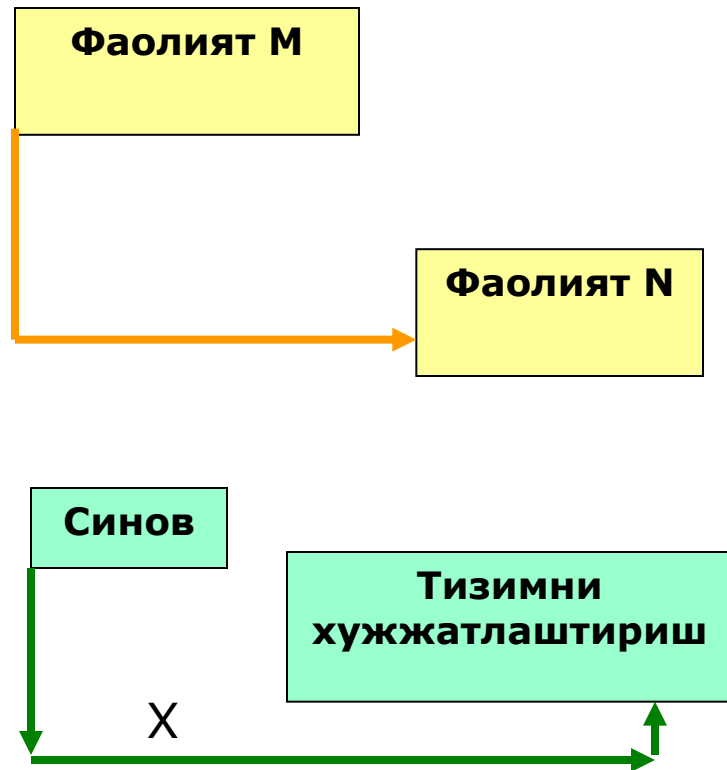 Фаолият M
Фаолият N
Синов
Тизимни
хужжатлаштириш
X